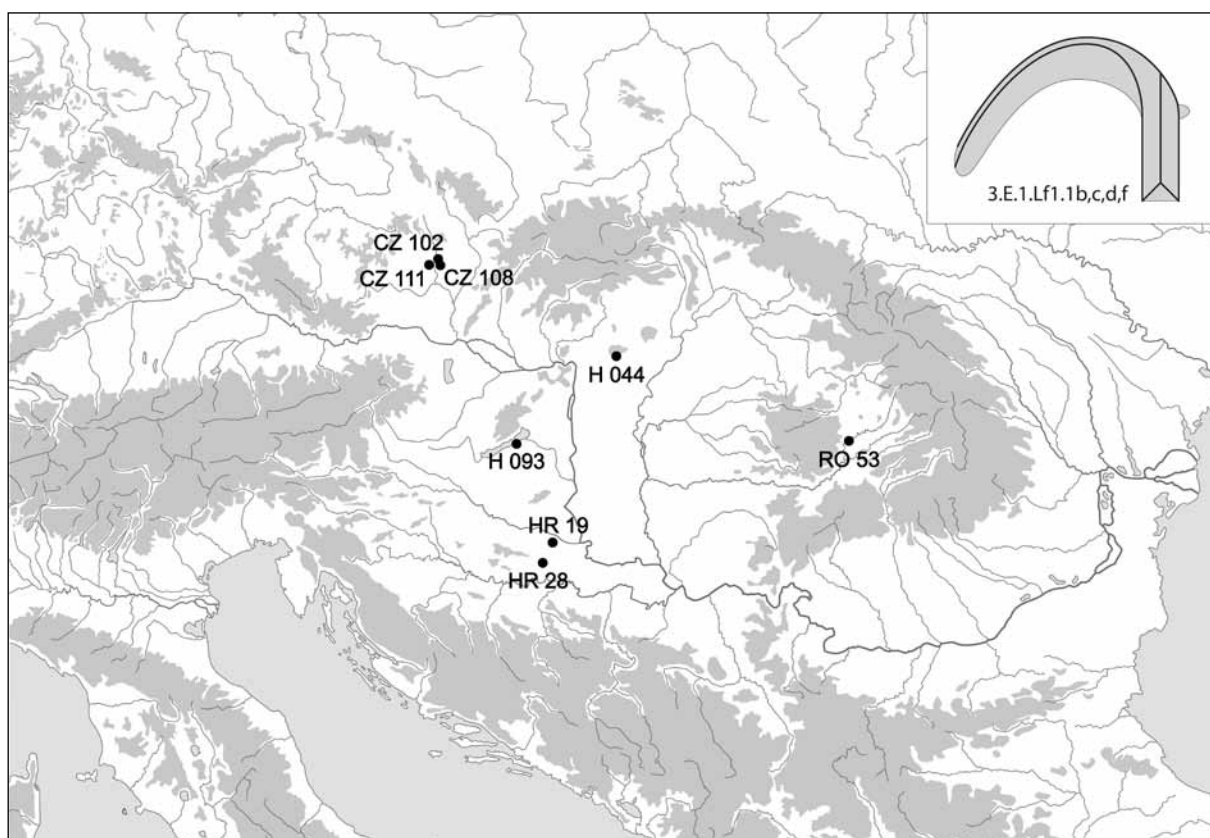 3.E.1.Lf1.1b,c,d,f
CZ 102
CZ 111
CZ 108
H 044
H 093
RO 53
HR 19
HR 28